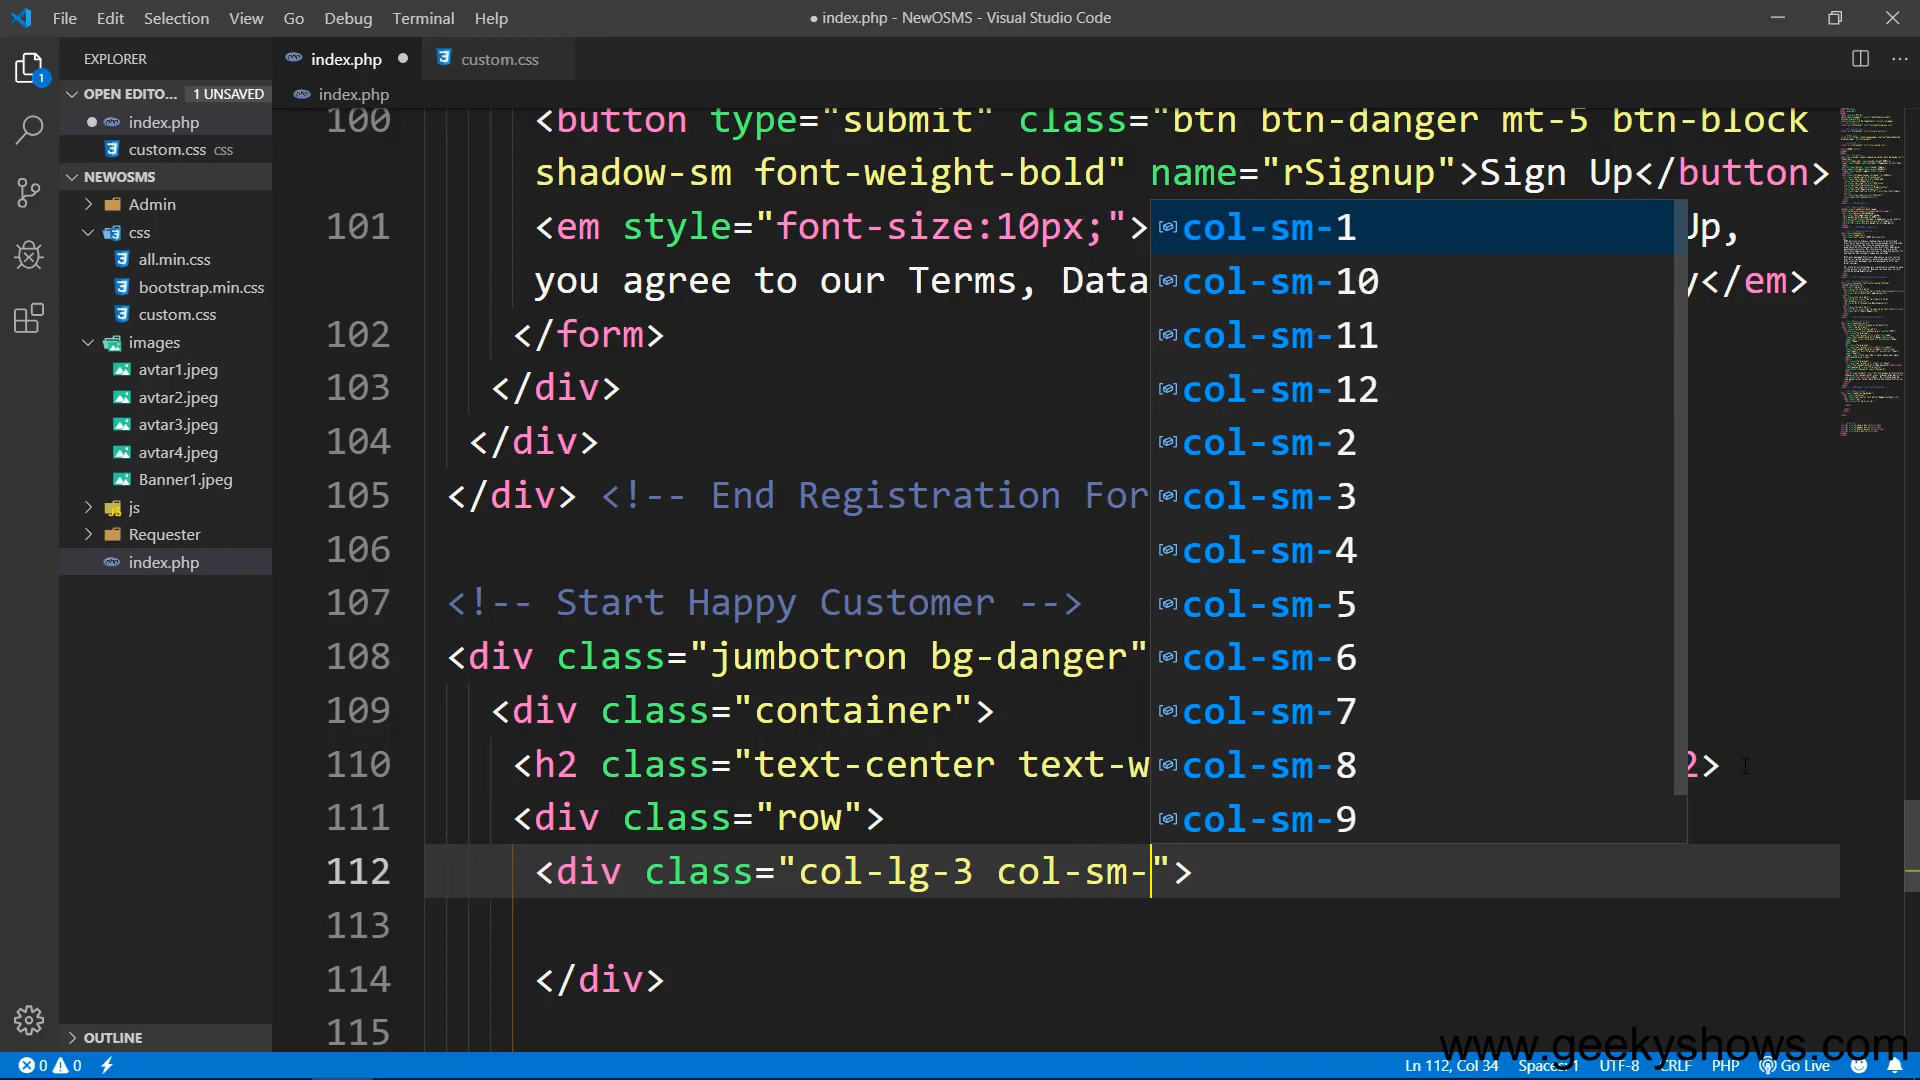 File Edit Selection View Go Debug Terminal Help
● index.php - NewOSMS - Visual Studio Code
EXPLORER
OPEN EDITO... 1 UNSAVED
index.php
custom.css css
NEWOSMS
Admin
css
all.min.css
bootstrap.min.css
custom.css
images
avtar1.jpeg
avtar2.jpeg
avtar3.jpeg
avtar4.jpeg
Banner1.jpeg
js
Requester
index.php
OUTLINE
1
index.php custom.css
index.php
100 <button type="submit" class="btn btn-danger mt-5 btn-block
shadow-sm font-weight-bold" name="rSignup">Sign Up</button>
101 <em style="font-size:10px;"> Up,
you agree to our Terms, Data y</em>
102 </form>
103 </div>
104 </div>
105 </div> <!-- End Registration For
106
107 <!-- Start Happy Customer -->
108 <div class="jumbotron bg-danger"
109 <div class="container">
110 <h2 class="text-center text-w 2>
111 <div class="row">
112 <div class="col-lg-3 col-sm-">
113
114 </div>
115
col-sm-1
col-sm-10
col-sm-11
col-sm-12
col-sm-2
col-sm-3
col-sm-4
col-sm-5
col-sm-6
col-sm-7
col-sm-8
col-sm-9
www.geekyshows.com
0 0 Ln 112, Col 34 Spaces: 1 UTF-8 CRLF PHP Go Live